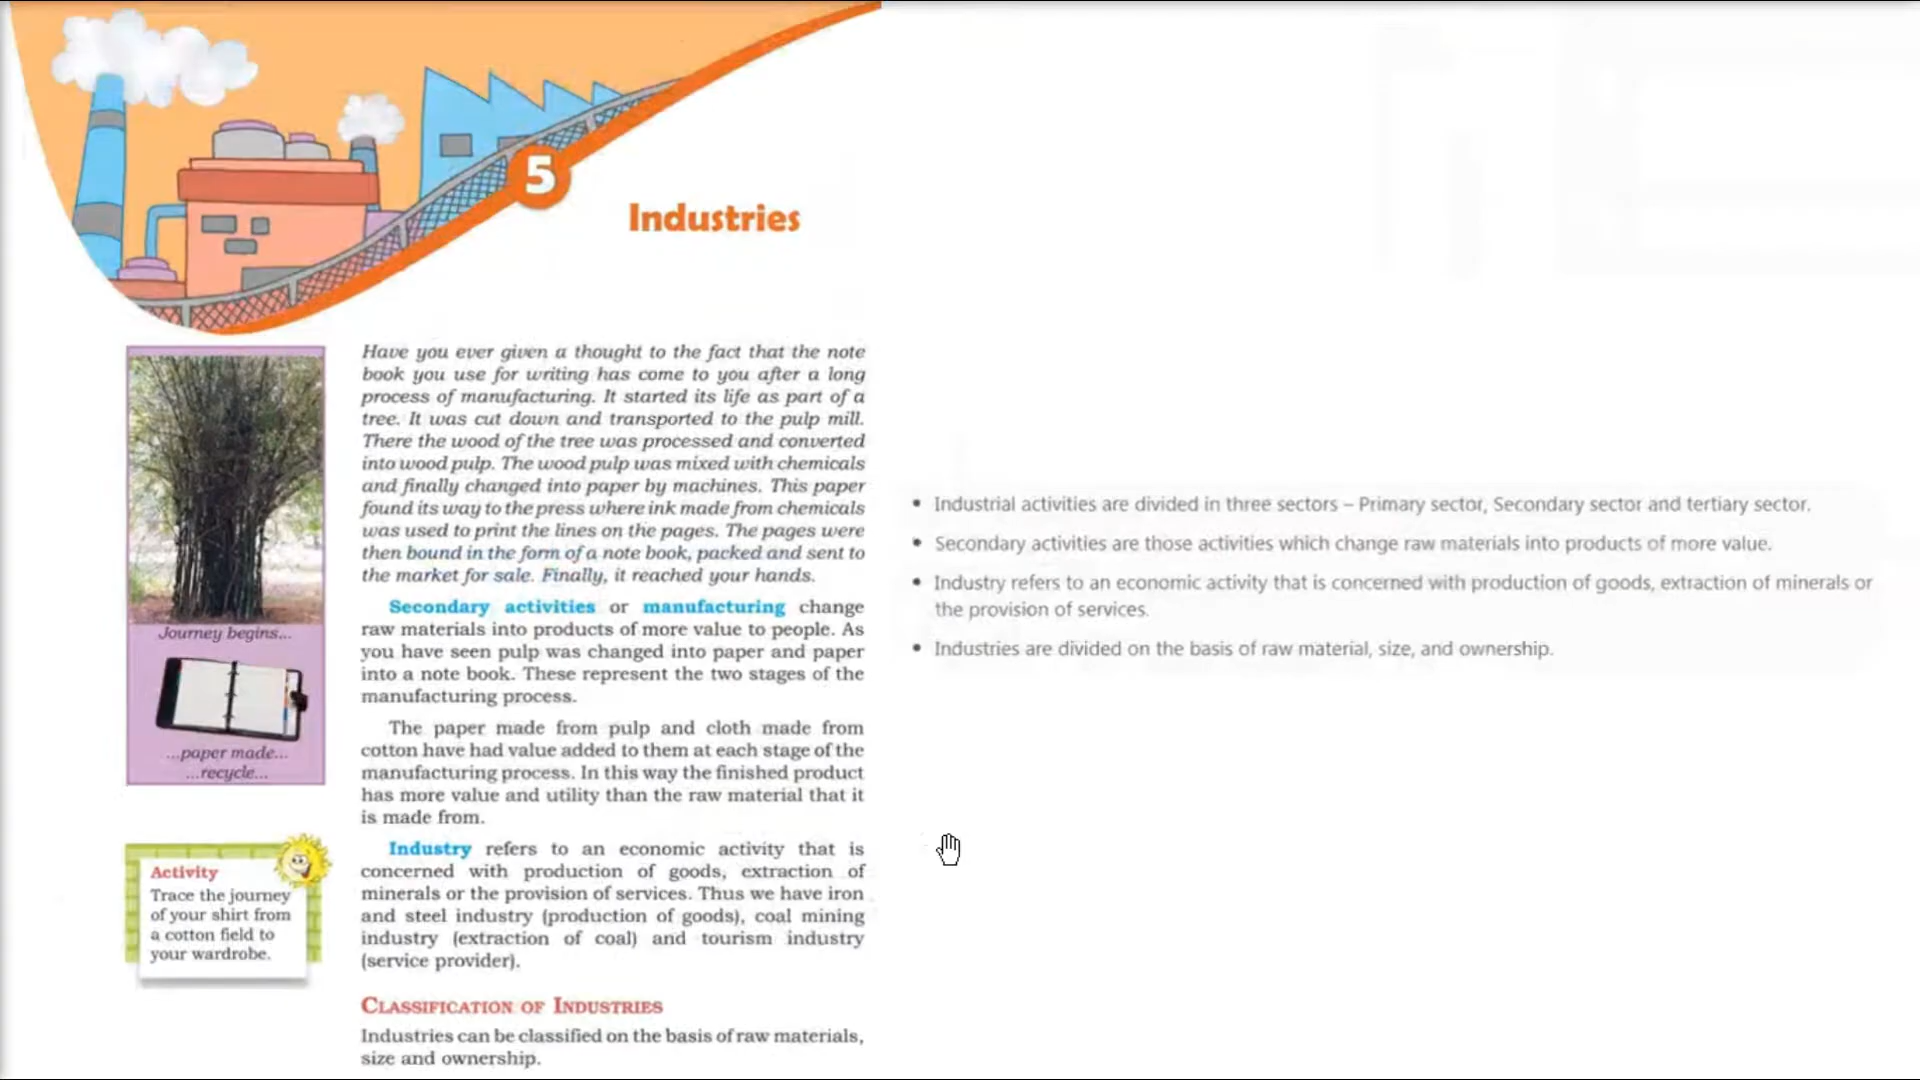 5
Industries
Have you ever given a thought to the fact that the note
book you use for writing has come to you after a long
process of manufacturing. It started its life as part of a
tree. It was cut down and transported to the pulp mill.
There the wood of the tree was processed and converted
into wood pulp. The wood pulp was mixed with chemicals
and finally changed into paper by machines. This paper
found its way to the press where ink made from chemicals
was used to print the lines on the pages. The pages were
then bound in the form of a note book, packed and sent to
the market for sale. Finally, it reached your hands.
Secondary activities or manufacturing change
raw materials into products of more value to people. As
you have seen pulp was changed into paper and paper
into a note book. These represent the two stages of the
manufacturing process.
The paper made from pulp and cloth made from
cotton have had value added to them at each stage of the
manufacturing process. In this way the finished product
has more value and utility than the raw material that it
is made from.
Industry refers to an economic activity that is
concerned with production of goods, extraction of
minerals or the provision of services. Thus we have iron
and steel industry (production of goods), coal mining
industry (extraction of coal) and tourism industry
(service provider).
CLASSIFICATION OF INDUSTRIES
Industries can be classified on the basis of raw materials,
size and ownership.
Journey begins...
...paper made...
...recycle...
Activity
Trace the journey
of your shirt from
a cotton field to
your wardrobe.
• Industrial activities are divided in three sectors – Primary sector, Secondary sector and tertiary sector.
• Secondary activities are those activities which change raw materials into products of more value.
• Industry refers to an economic activity that is concerned with production of goods, extraction of minerals or
the provision of services.
• Industries are divided on the basis of raw material, size, and ownership.